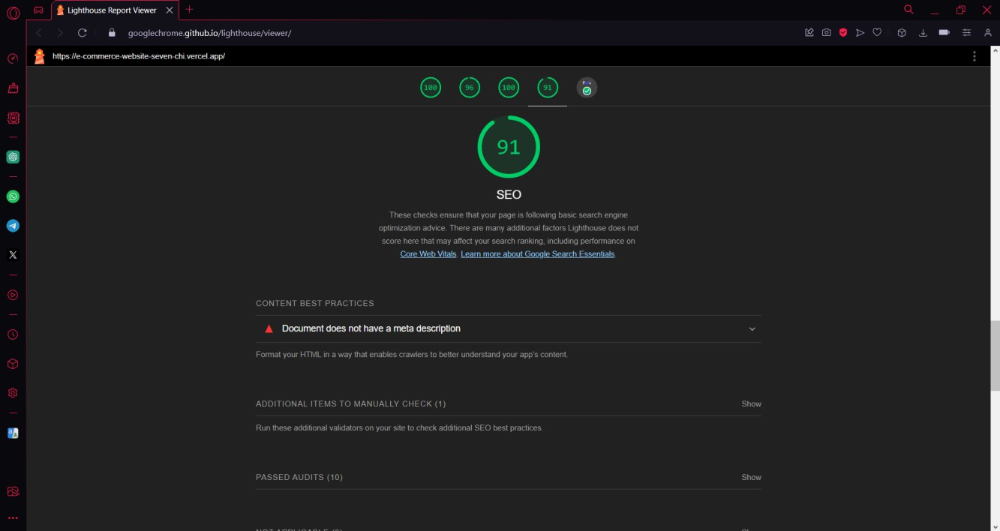 Lighthouse Report Viewer
googlechrome.github.io/lighthouse/viewer/
https://e-commerce-website-seven-chi.vercel.app/
100 96 100 91
91
SEO
These checks ensure that your page is following basic search engine
optimization advice. There are many additional factors Lighthouse does not
score here that may affect your search ranking, including performance on
Core Web Vitals. Learn more about Google Search Essentials.
CONTENT BEST PRACTICES
Document does not have a meta description
Format your HTML in a way that enables crawlers to better understand your app's content.
ADDITIONAL ITEMS TO MANUALLY CHECK (1) Show
Run these additional validators on your site to check additional SEO best practices.
PASSED AUDITS (10) Show